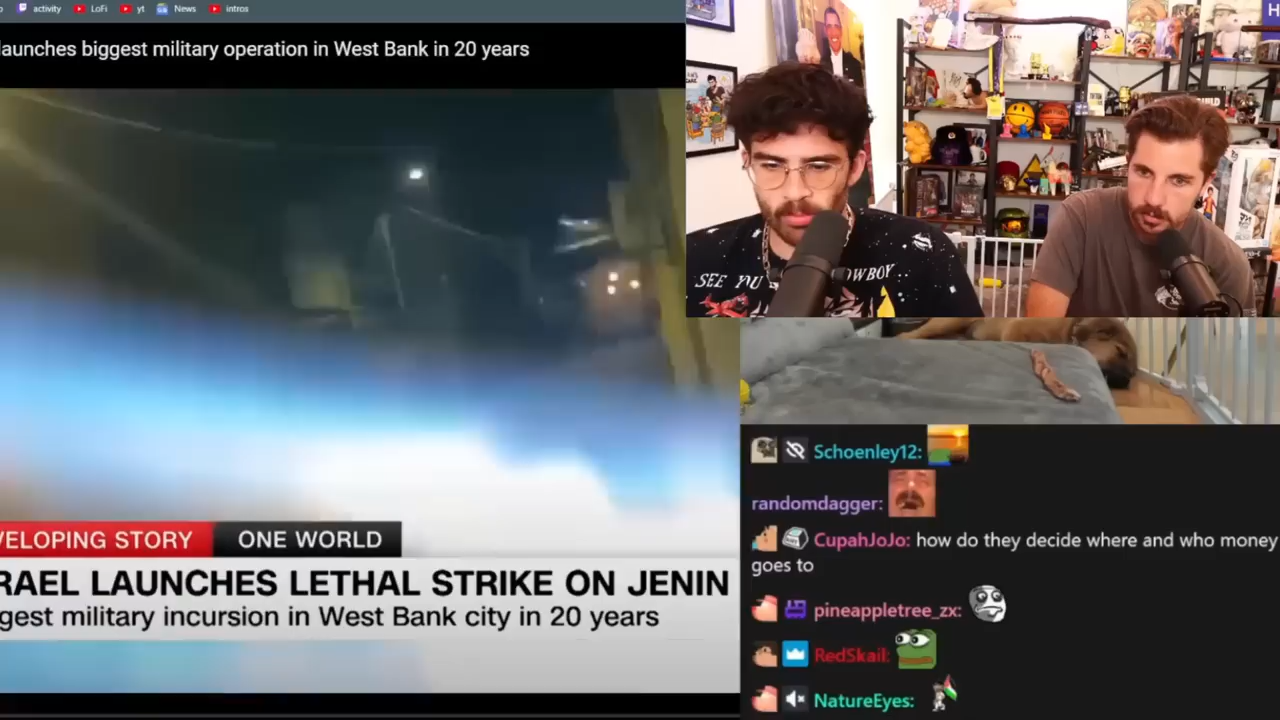 activity LoFi yt News intros
launches biggest military operation in West Bank in 20 years
SEE YOU OWBOY..
VELOPING STORY ONE WORLD
RAEL LAUNCHES LETHAL STRIKE ON JENIN
gest military incursion in West Bank city in 20 years
Schoenley12:
randomdagger:
CupahJoJo: how do they decide where and who money
goes to
pineappletree_zx:
RedSkail:
NatureEyes: